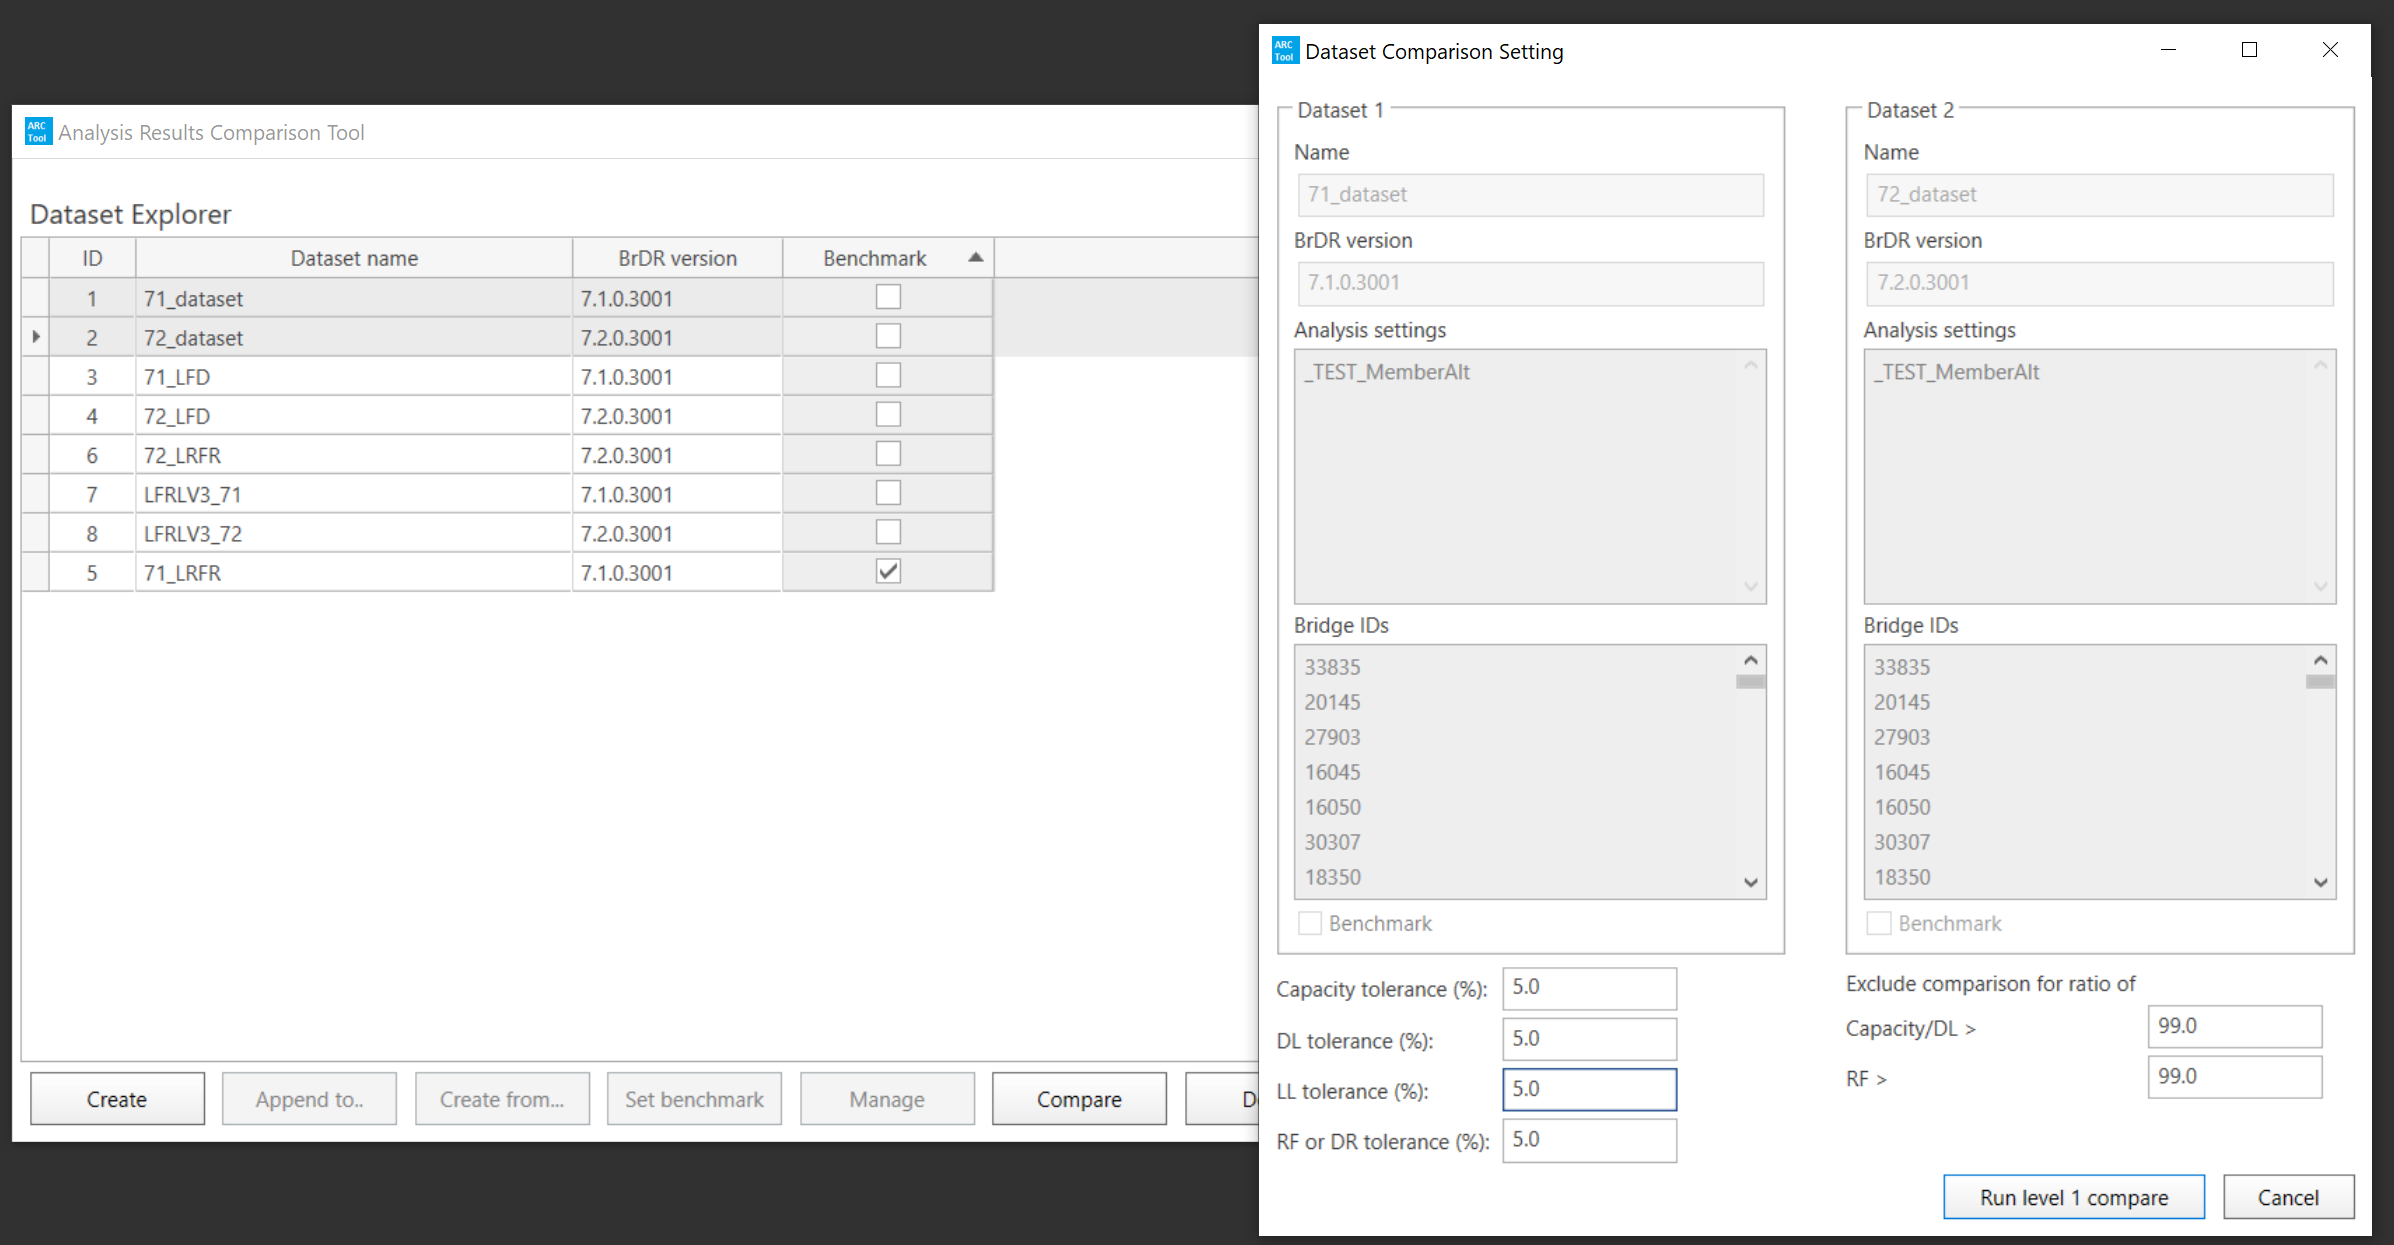 ARC
Tool
Analysis Results Comparison Tool
Dataset Explorer
ID Dataset name BrDR version Benchmark
1 71_dataset 7.1.0.3001
2 72_dataset 7.2.0.3001
3 71_LFD 7.1.0.3001
4 72_LFD 7.2.0.3001
6 72_LRFR 7.2.0.3001
7 LFRLV3_71 7.1.0.3001
8 LFRLV3_72 7.2.0.3001
5 71_LRFR 7.1.0.3001
Create Append to.. Create from... Set benchmark Manage Compare
ARC
Tool
Dataset Comparison Setting
Dataset 1
Name
71_dataset
BrDR version
7.1.0.3001
Analysis settings
_TEST_MemberAlt
Bridge IDs
33835
20145
27903
16045
16050
30307
18350
Benchmark
Dataset 2
Name
72_dataset
BrDR version
7.2.0.3001
Analysis settings
_TEST_MemberAlt
Bridge IDs
33835
20145
27903
16045
16050
30307
18350
Benchmark
Capacity tolerance (%): 5.0
DL tolerance (%): 5.0
LL tolerance (%): 5.0
RF or DR tolerance (%): 5.0
Exclude comparison for ratio of
Capacity/DL > 99.0
RF > 99.0
Run level 1 compare Cancel